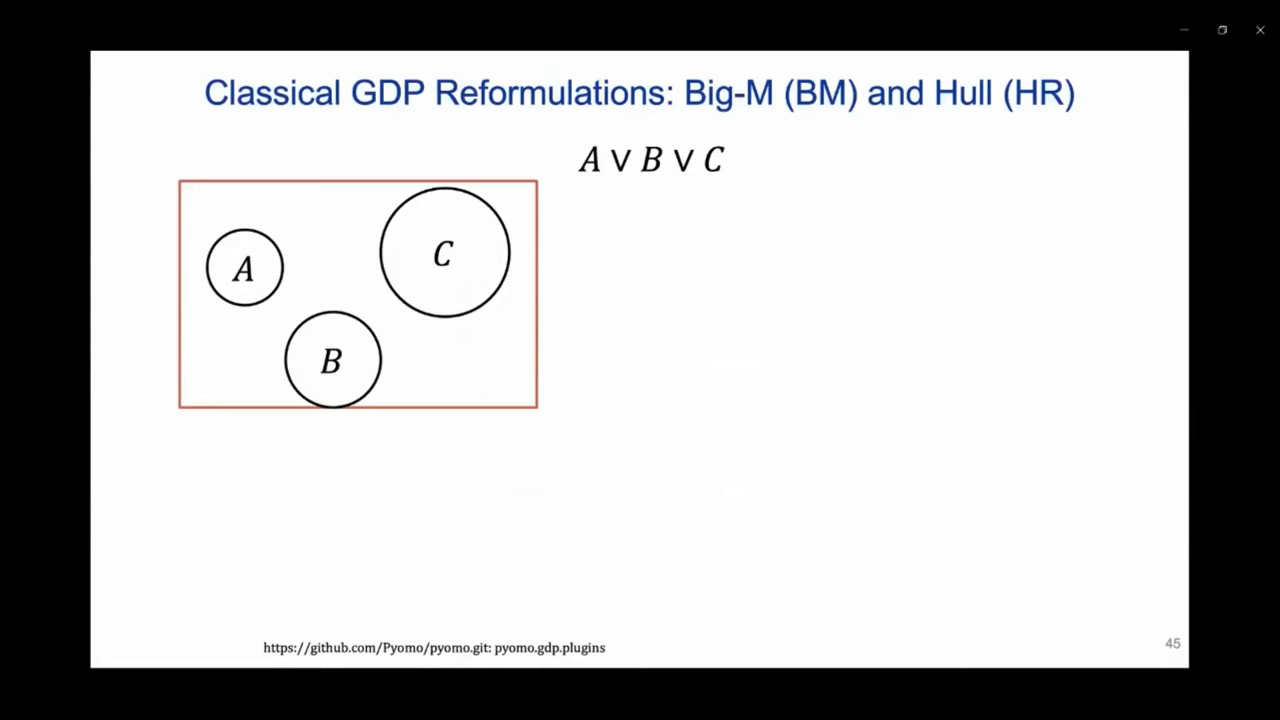 Classical GDP Reformulations: Big-M (BM) and Hull (HR)
A ∨ B ∨ C
A
C
B
https://github.com/Pyomo/pyomo.git: pyomo.gdp.plugins
45